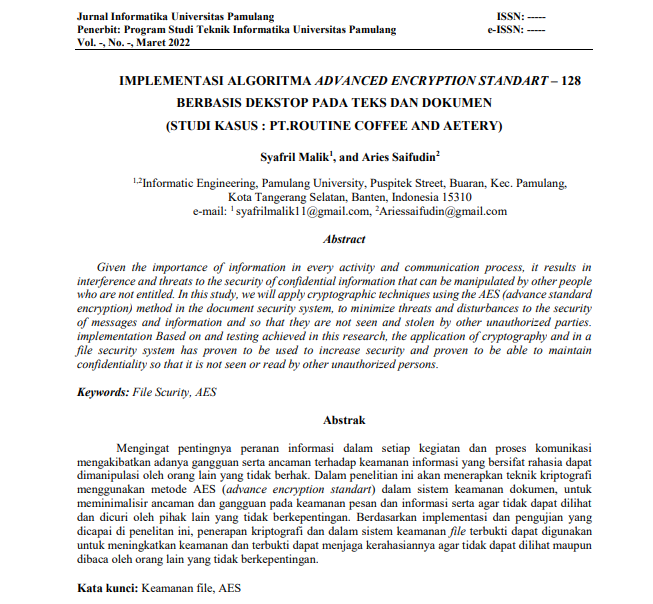 Jurnal Informatika Universitas Pamulang ISSN: -----
Penerbit: Program Studi Teknik Informatika Universitas Pamulang e-ISSN: -----
Vol. -, No. -, Maret 2022
IMPLEMENTASI ALGORITMA ADVANCED ENCRYPTION STANDART – 128
BERBASIS DEKSTOP PADA TEKS DAN DOKUMEN
(STUDI KASUS : PT.ROUTINE COFFEE AND AETERY)
Syafril Malik1, and Aries Saifudin2
1,2Informatic Engineering, Pamulang University, Puspitek Street, Buaran, Kec. Pamulang,
Kota Tangerang Selatan, Banten, Indonesia 15310
e-mail: 1 syafrilmalik11@gmail.com, 2Ariessaifudin@gmail.com
Abstract
Given the importance of information in every activity and communication process, it results in
interference and threats to the security of confidential information that can be manipulated by other people
who are not entitled. In this study, we will apply cryptographic techniques using the AES (advance standard
encryption) method in the document security system, to minimize threats and disturbances to the security
of messages and information and so that they are not seen and stolen by other unauthorized parties.
implementation Based on and testing achieved in this research, the application of cryptography and in a
file security system has proven to be used to increase security and proven to be able to maintain
confidentiality so that it is not seen or read by other unauthorized persons.
Keywords: File Scurity, AES
Abstrak
Mengingat pentingnya peranan informasi dalam setiap kegiatan dan proses komunikasi
mengakibatkan adanya gangguan serta ancaman terhadap keamanan informasi yang bersifat rahasia dapat
dimanipulasi oleh orang lain yang tidak berhak. Dalam penelitian ini akan menerapkan teknik kriptografi
menggunakan metode AES (advance encryption standart) dalam sistem keamanan dokumen, untuk
meminimalisir ancaman dan gangguan pada keamanan pesan dan informasi serta agar tidak dapat dilihat
dan dicuri oleh pihak lain yang tidak berkepentingan. Berdasarkan implementasi dan pengujian yang
dicapai di penelitan ini, penerapan kriptografi dan dalam sistem keamanan file terbukti dapat digunakan
untuk meningkatkan keamanan dan terbukti dapat menjaga kerahasiannya agar tidak dapat dilihat maupun
dibaca oleh orang lain yang tidak berkepentingan.
Kata kunci: Keamanan file, AES